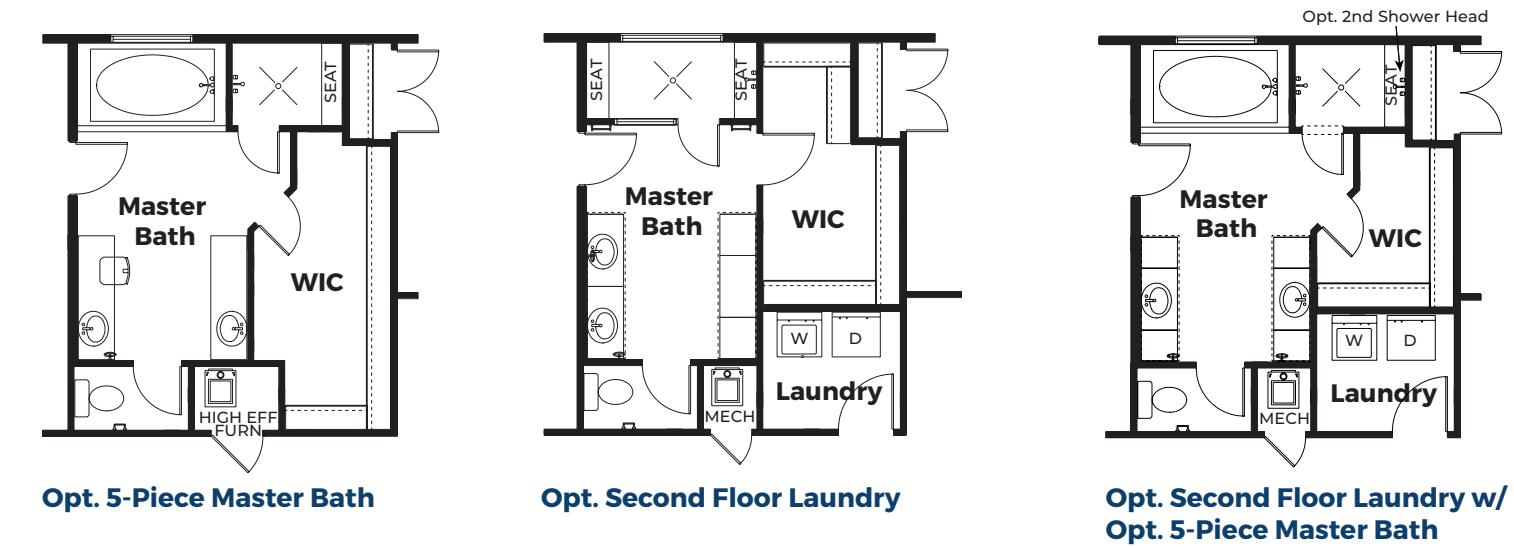 SEAT
Master
Bath
WIC
HIGH EFF
FURN
Opt. 5-Piece Master Bath
SEAT
SEAT
Master
Bath
WIC
W
D
Laundry
MECH
Opt. Second Floor Laundry
Opt. 2nd Shower Head
SEAT
Master
Bath
WIC
W
D
Laundry
MECH
Opt. Second Floor Laundry w/
Opt. 5-Piece Master Bath